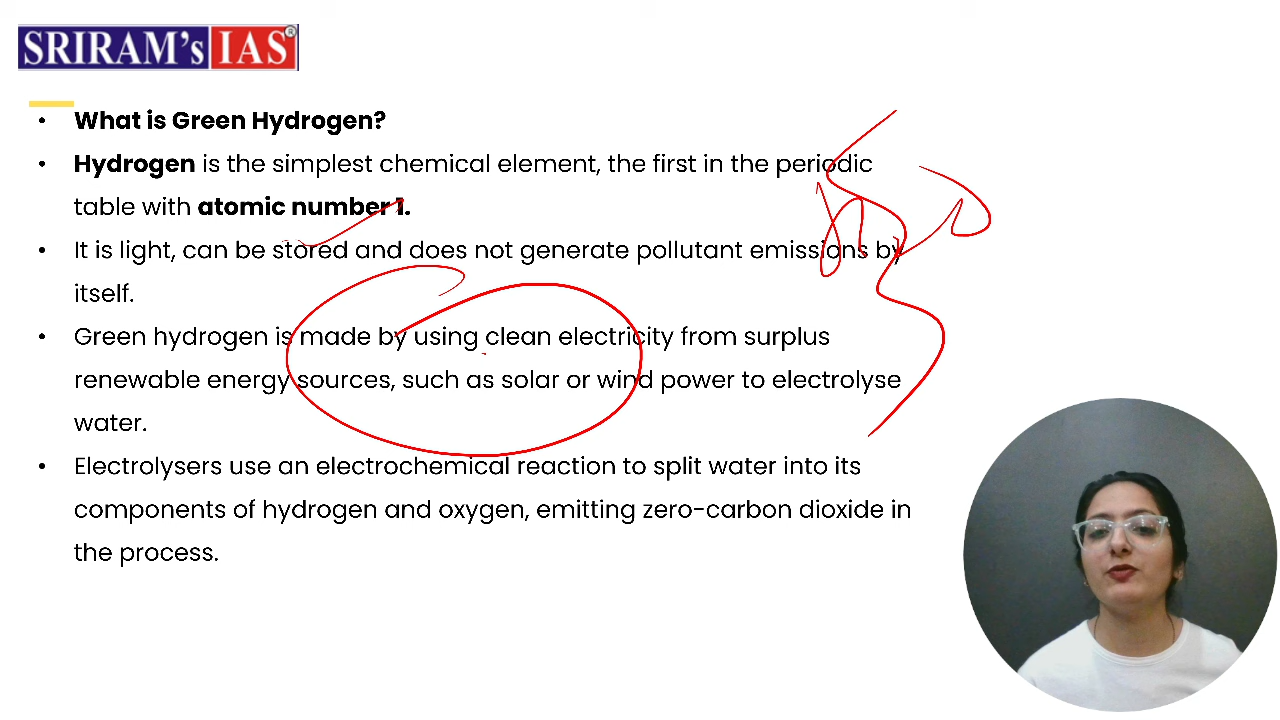 SRIRAM's IAS®
• What is Green Hydrogen?
• Hydrogen is the simplest chemical element, the first in the periodic
table with atomic number 1.
• It is light, can be stored and does not generate pollutant emissions by
itself.
• Green hydrogen is made by using clean electricity from surplus
renewable energy sources, such as solar or wind power to electrolyse
water.
• Electrolysers use an electrochemical reaction to split water into its
components of hydrogen and oxygen, emitting zero-carbon dioxide in
the process.